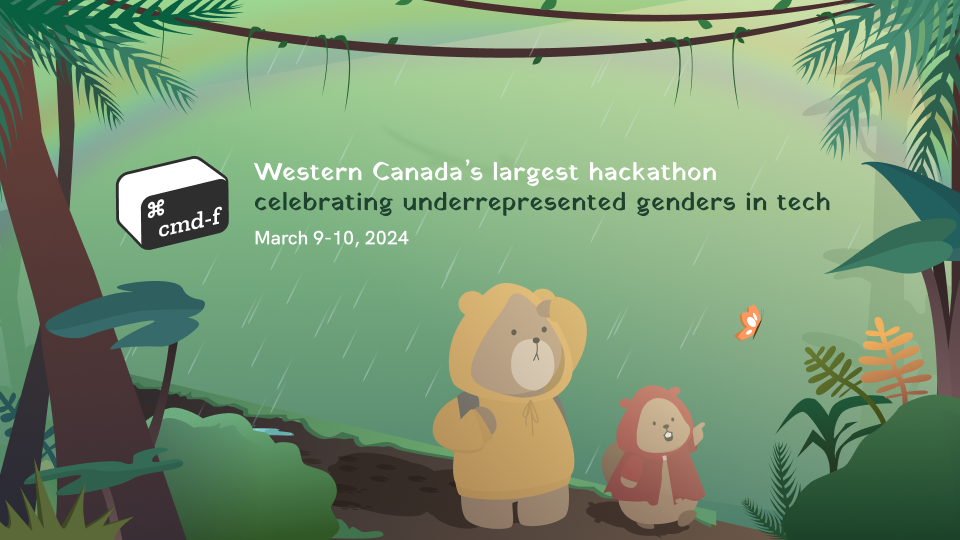 ⌘
cmd-f
Western Canada's largest hackathon
celebrating underrepresented genders in tech
March 9-10, 2024